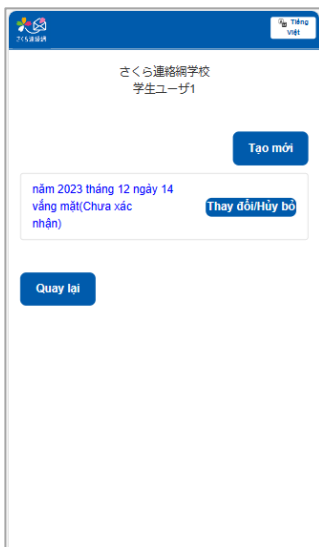 さくら連絡網
Tiếng
Việt
さくら連絡網学校
学生ユーザ1
Tạo mới
năm 2023 tháng 12 ngày 14
vắng mặt(Chưa xác
nhận)
Thay đổi/Hủy bỏ
Quay lại